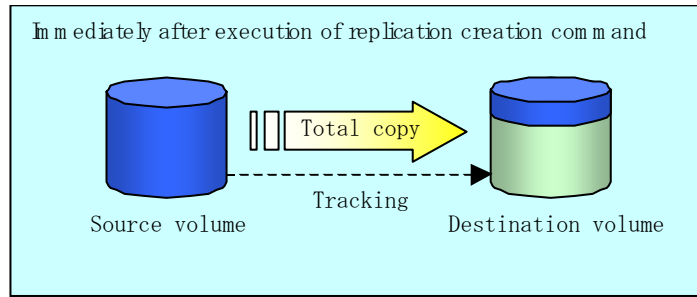 Immediately after execution of replication creation command
Total copy
Tracking
Source volume
Destination volume